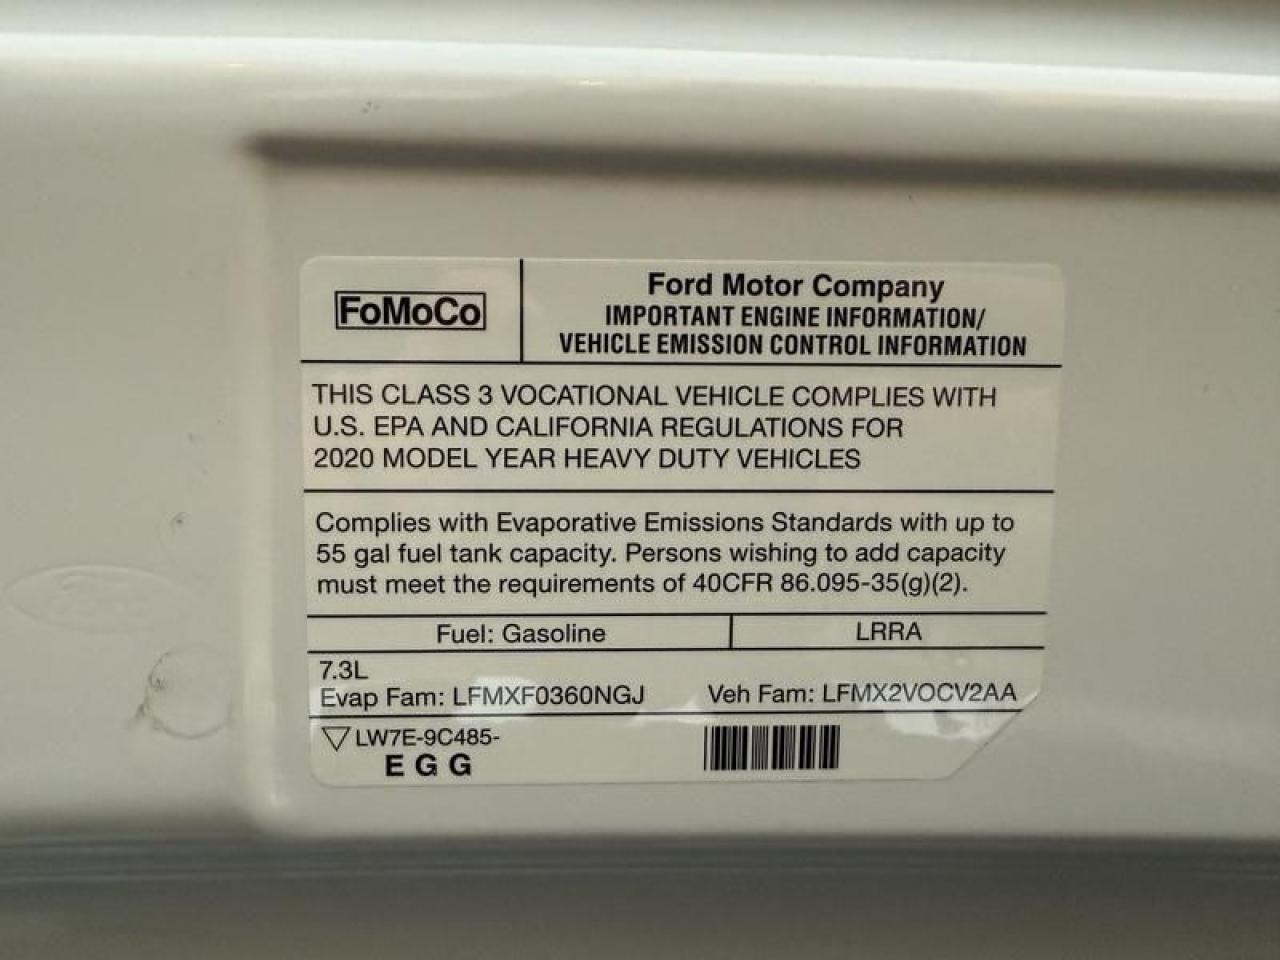 FoMoCo
Ford Motor Company
IMPORTANT ENGINE INFORMATION/
VEHICLE EMISSION CONTROL INFORMATION
THIS CLASS 3 VOCATIONAL VEHICLE COMPLIES WITH
U.S. EPA AND CALIFORNIA REGULATIONS FOR
2020 MODEL YEAR HEAVY DUTY VEHICLES
Complies with Evaporative Emissions Standards with up to
55 gal fuel tank capacity. Persons wishing to add capacity
must meet the requirements of 40CFR 86.095-35(g)(2).
Fuel: Gasoline LRRA
7.3L
Evap Fam: LFMXF0360NGJ Veh Fam: LFMX2VOCV2AA
LW7E-9C485-
E G G